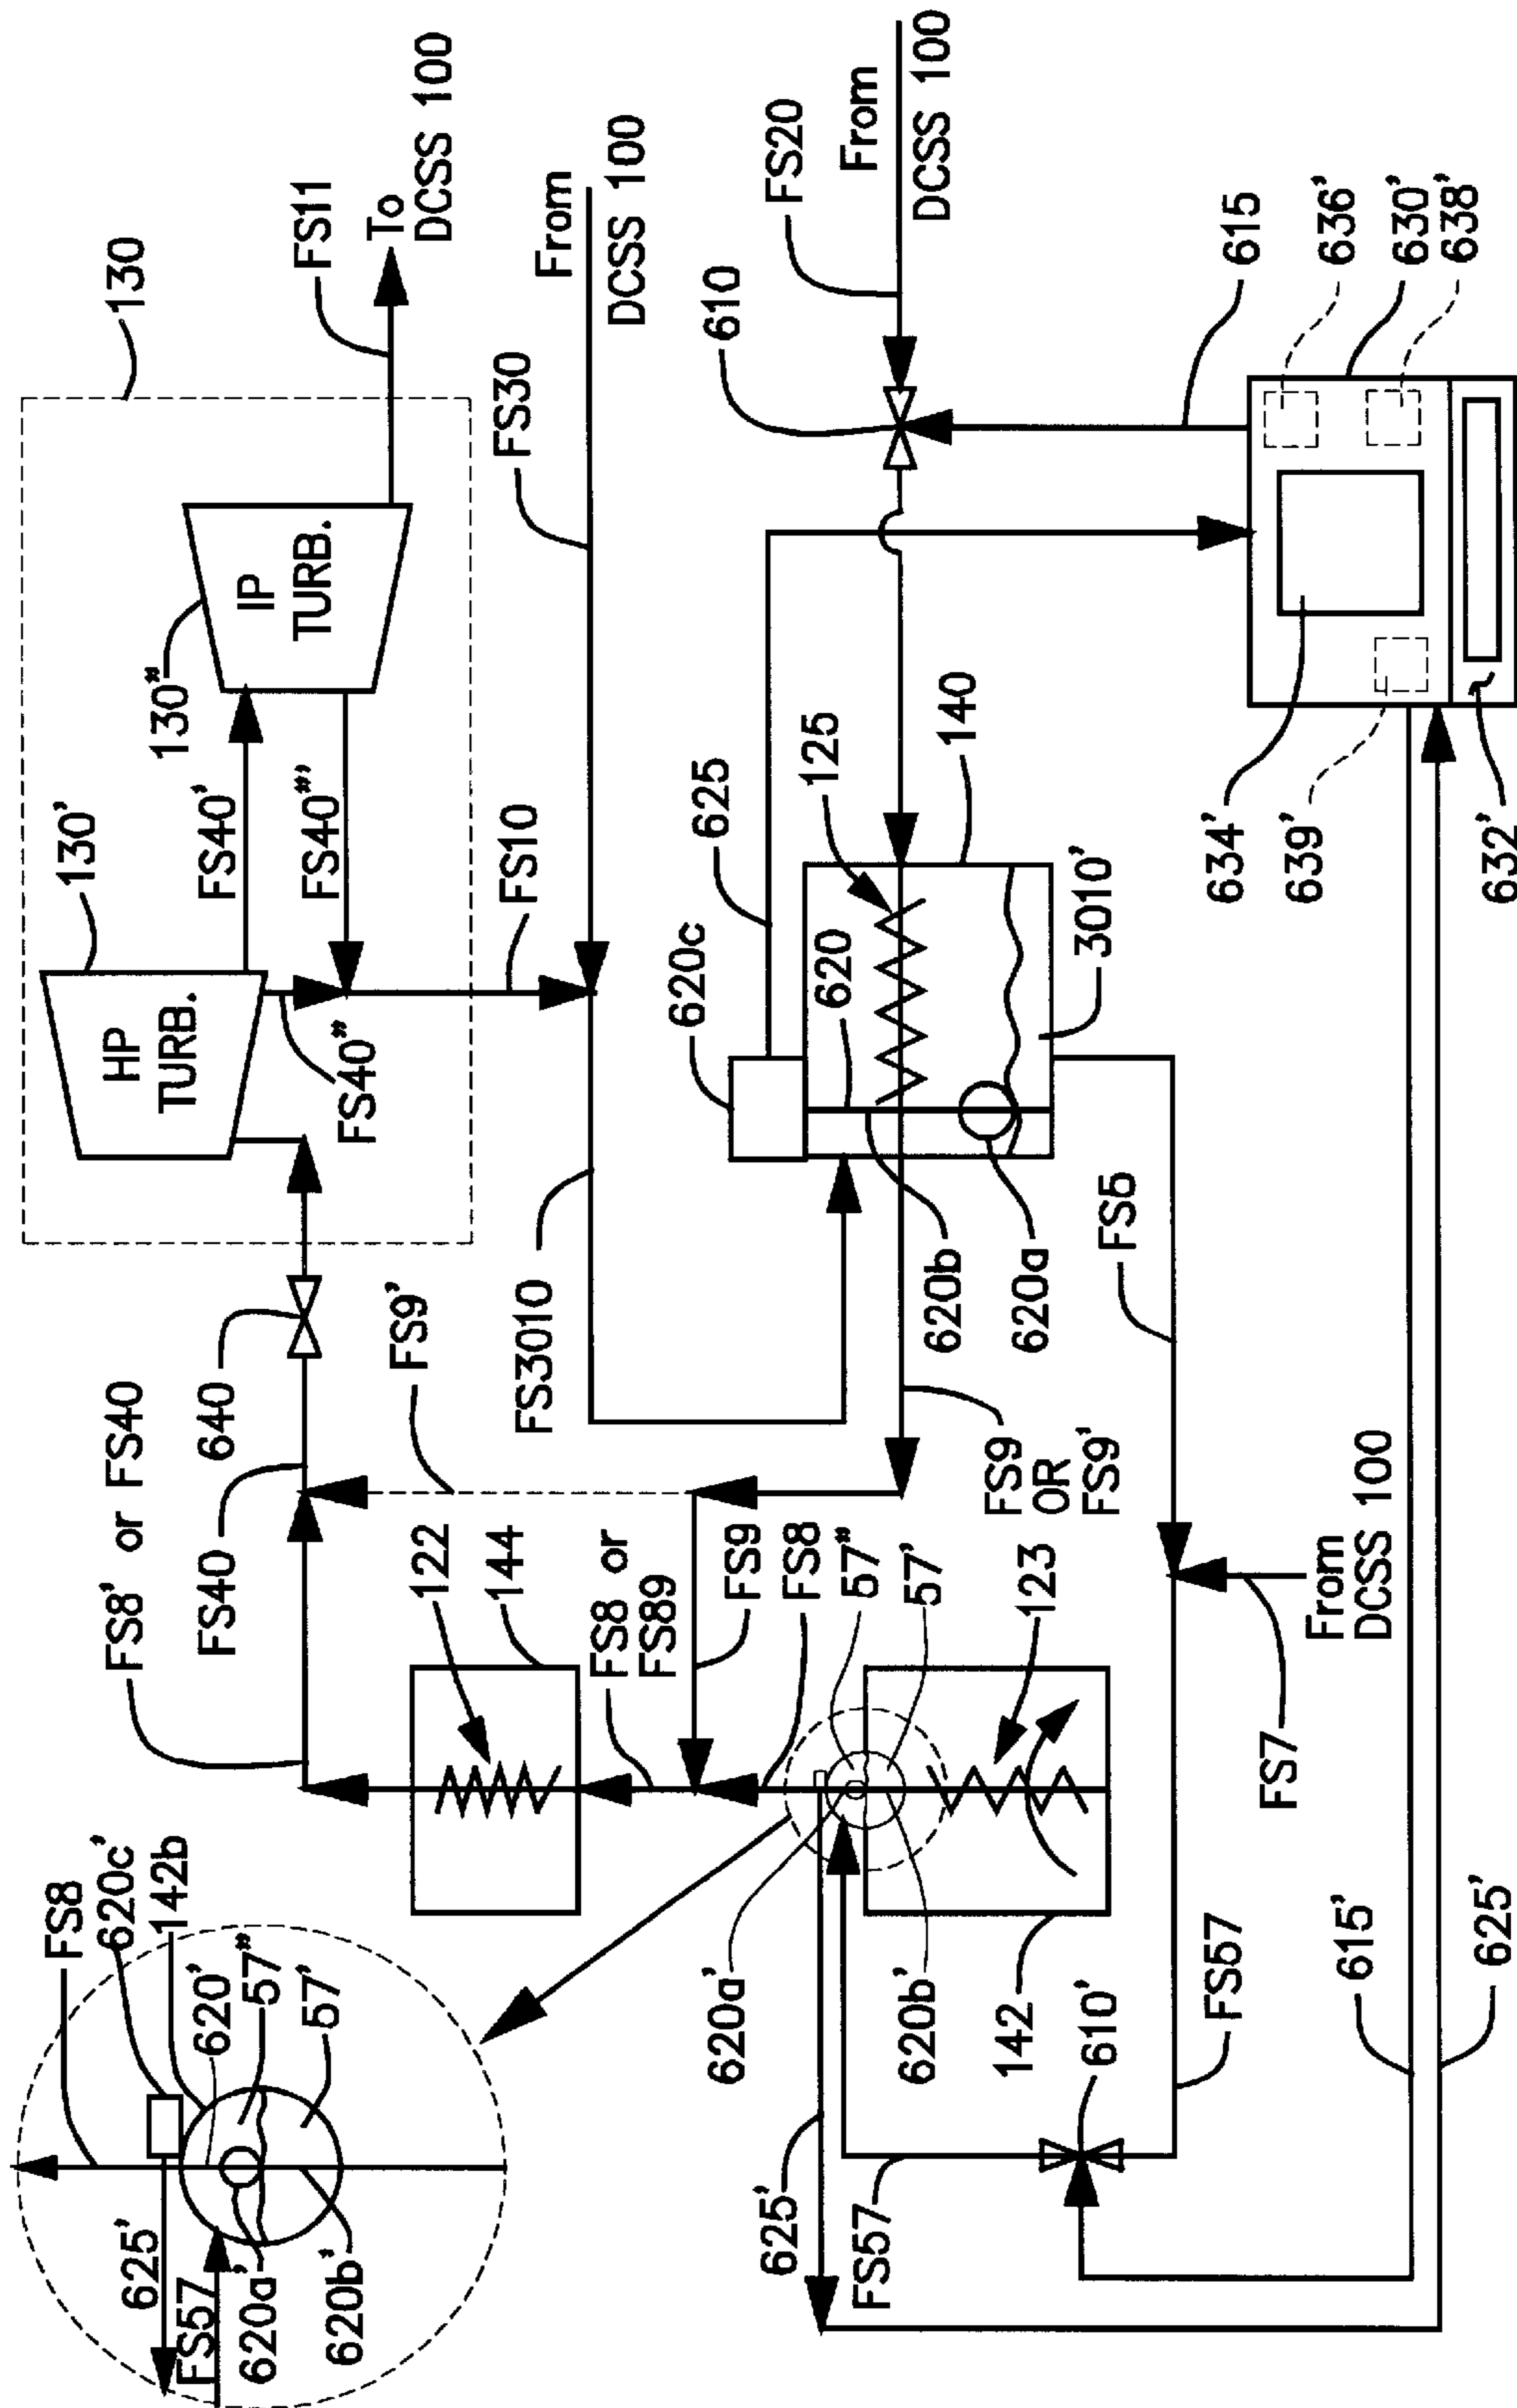 130
FS11
To
DCSS 100
130'
HP
TURB.
130"
IP
TURB.
FS40'
FS40"'
FS40"
FS10
FS30
From
DCSS 100
FS20
From
DCSS 100
610
615
636'
630'
638'
634'
639'
632'
620c
625
620
125
140
3010'
620b
620a
FS5
FS3010
FS9
OR
FS9'
FS9'
640
FS40
FS8' or FS40
122
144
FS8 or
FS89
FS9
FS8
57"
57'
123
From
DCSS 100
FS7
FS57
615'
625'
610'
142
620b'
620a'
FS57
625'
FS8
620c'
142b
620'
57"
57'
625'
FS57
620a'
620b'